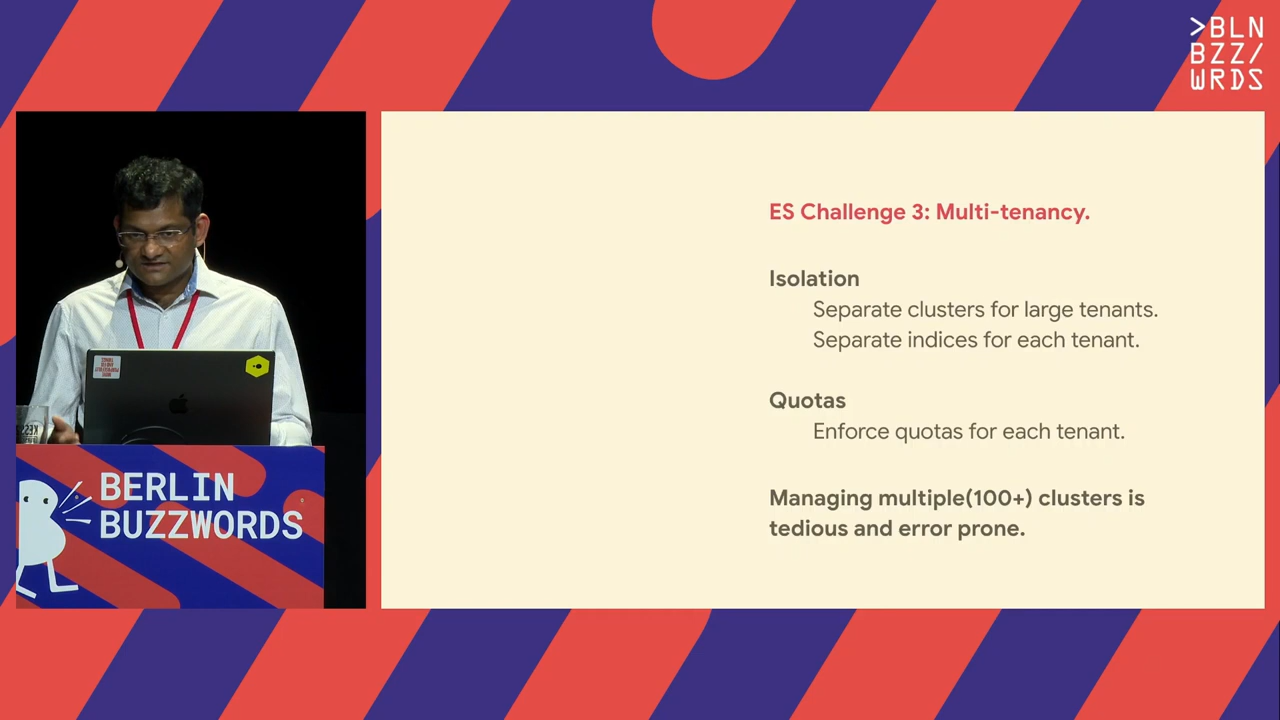 >BLN
BZZ/
WRDS
ES Challenge 3: Multi-tenancy.
Isolation
Separate clusters for large tenants.
Separate indices for each tenant.
Quotas
Enforce quotas for each tenant.
Managing multiple(100+) clusters is
tedious and error prone.
BERLIN
BUZZWORDS